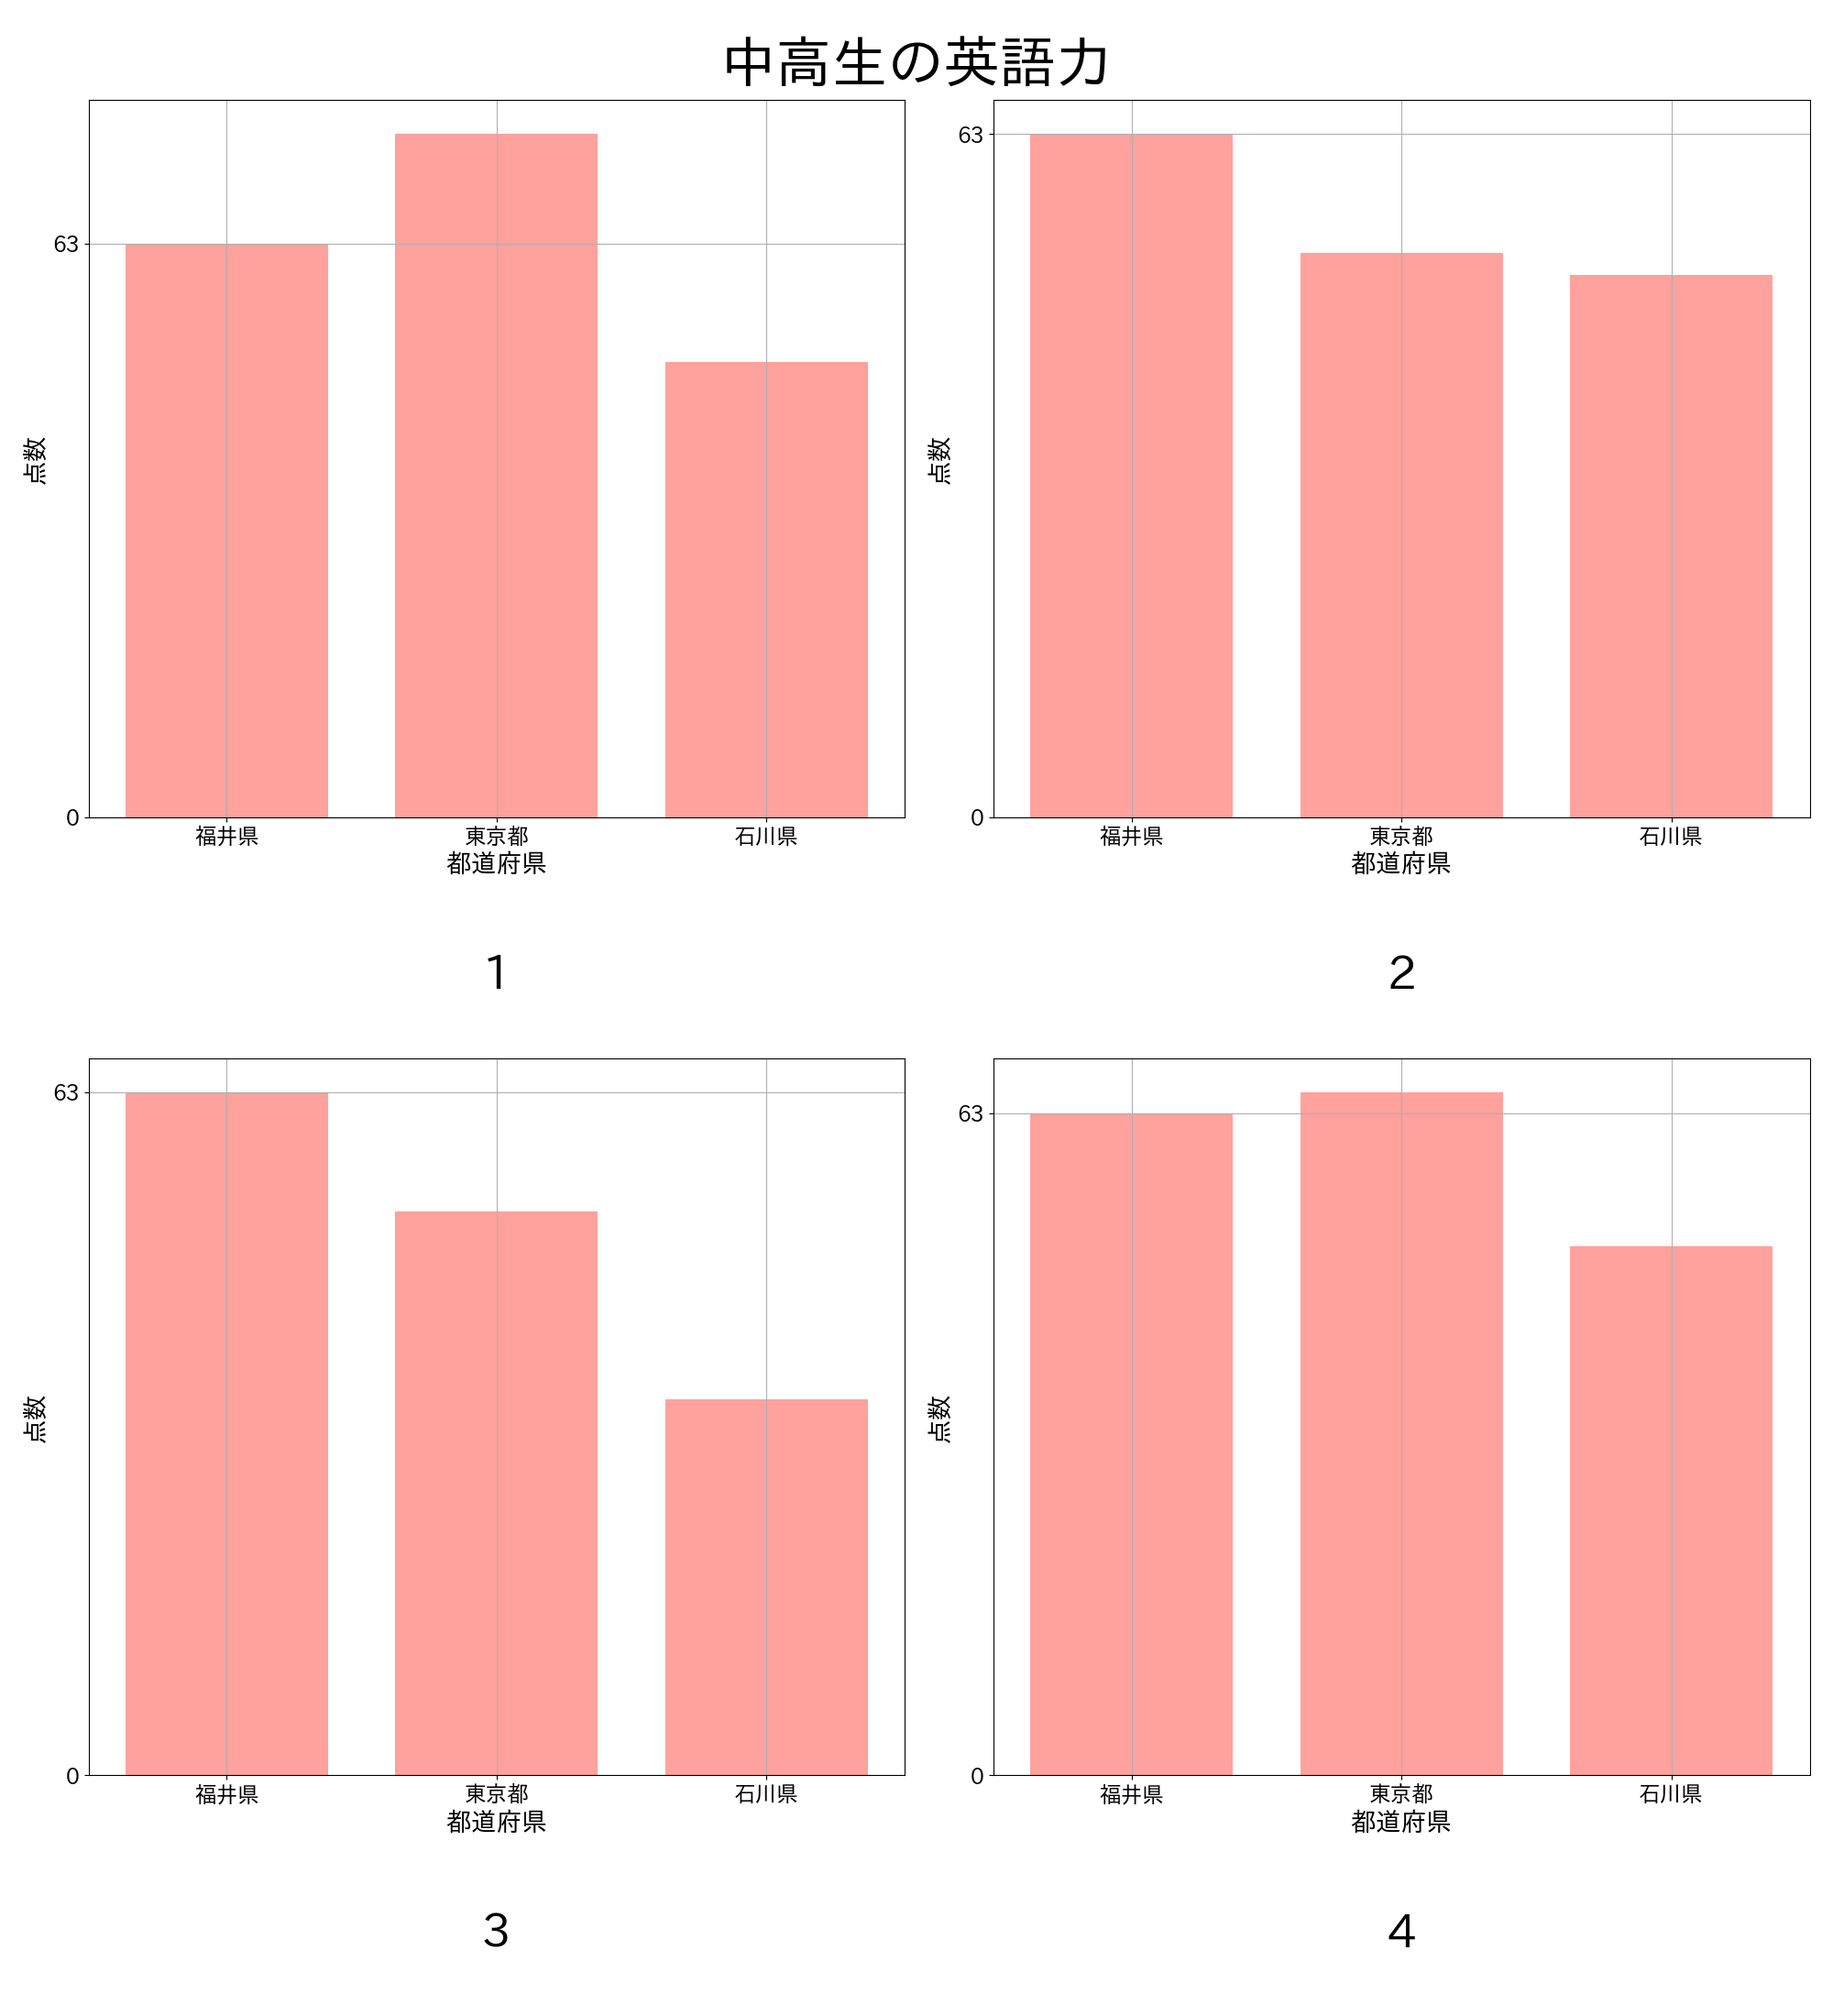 中高生の英語力
63
0
点数
福井県 東京都 石川県
都道府県
1
63
0
点数
福井県 東京都 石川県
都道府県
2
63
0
点数
福井県 東京都 石川県
都道府県
3
63
0
点数
福井県 東京都 石川県
都道府県
4